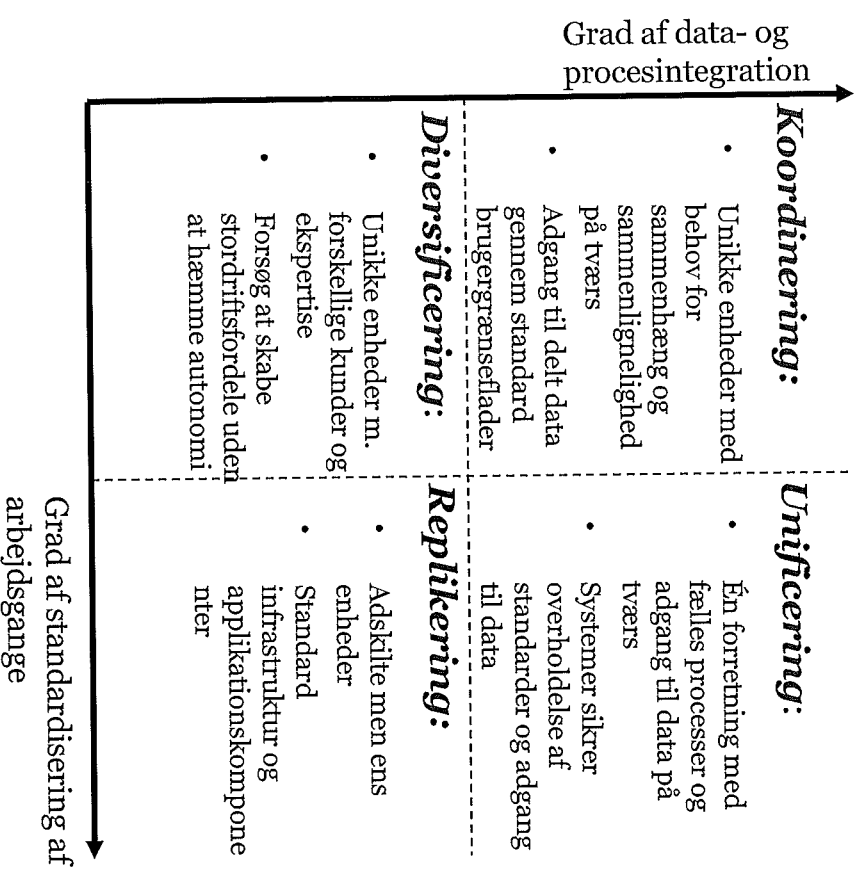 Grad af data- og
procesintegration
Koordinering:
• Unikke enheder med
behov for
sammenhæng og
sammenlignelighed
på tværs
• Adgang til delt data
gennem standard
brugergrænseflader
Unificering:
• Én forretning med
fælles processer og
adgang til data på
tværs
• Systemer sikrer
overholdelse af
standarder og adgang
til data
Diversificering:
• Unikke enheder m.
forskellige kunder og
ekspertise
• Forsøg at skabe
stordriftsfordele uden
at hæmme autonomi
Replikering:
• Adskilte men ens
enheder
• Standard
infrastruktur og
applikationskompone
nter
Grad af standardisering af
arbejdsgange